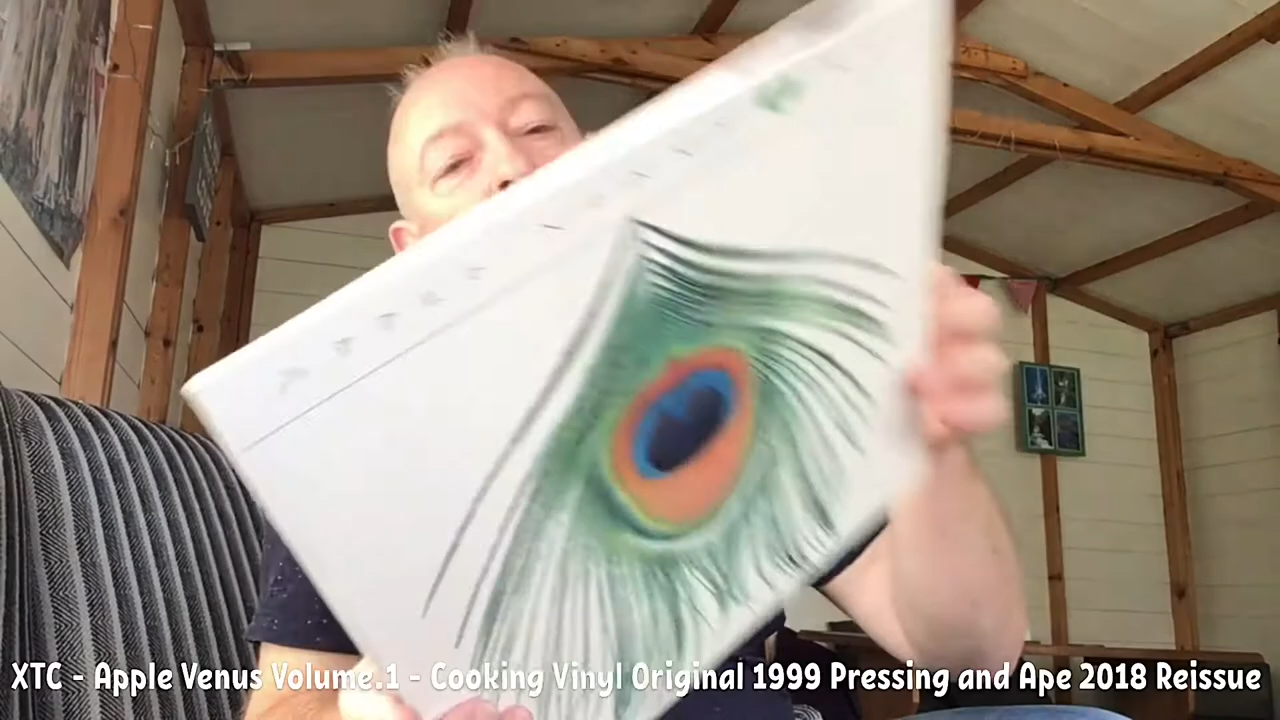 XTC - Apple Venus Volume.1 - Cooking Vinyl Original 1999 Pressing and Ape 2018 Reissue